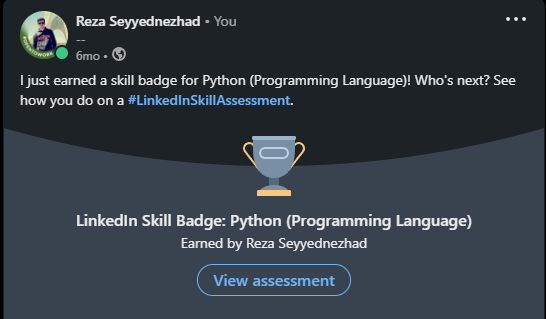 Reza Seyyednezhad • You
--
6mo •
I just earned a skill badge for Python (Programming Language)! Who's next? See
how you do on a #LinkedInSkillAssessment.
LinkedIn Skill Badge: Python (Programming Language)
Earned by Reza Seyyednezhad
View assessment